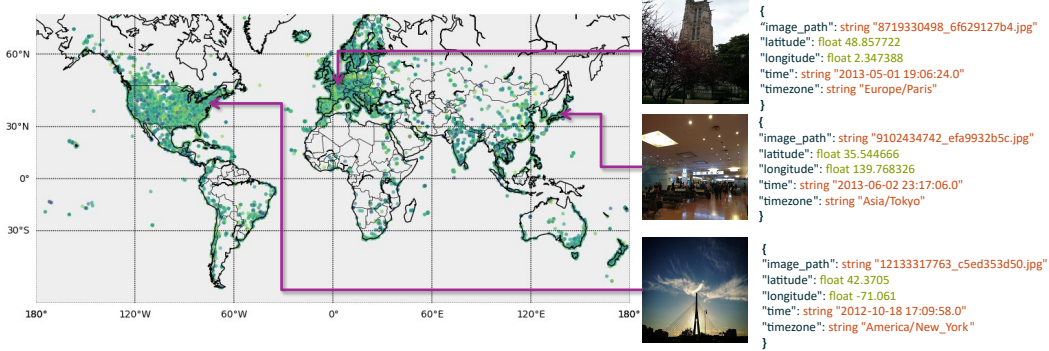 60°N
30°N
0°
30°S
180° 120°W 60°W 0° 60°E 120°E 180°
{
"image_path": string "8719330498_6f629127b4.jpg"
"latitude": float 48.857722
"longitude": float 2.347388
"time": string "2013-05-01 19:06:24.0"
"timezone": string "Europe/Paris"
}
{
"image_path": string "9102434742_efa9932b5c.jpg"
"latitude": float 35.544666
"longitude": float 139.768326
"time": string "2013-06-02 23:17:06.0"
"timezone": string "Asia/Tokyo"
}
{
"image_path": string "12133317763_c5ed353d50.jpg"
"latitude": float 42.3705
"longitude": float -71.061
"time": string "2012-10-18 17:09:58.0"
"timezone": string "America/New_York"
}